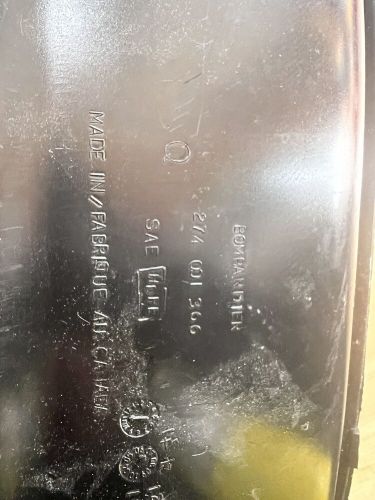 BOMBARDIER
274 001 366
SAE
MADE IN // FABRIQUE AU CANADA